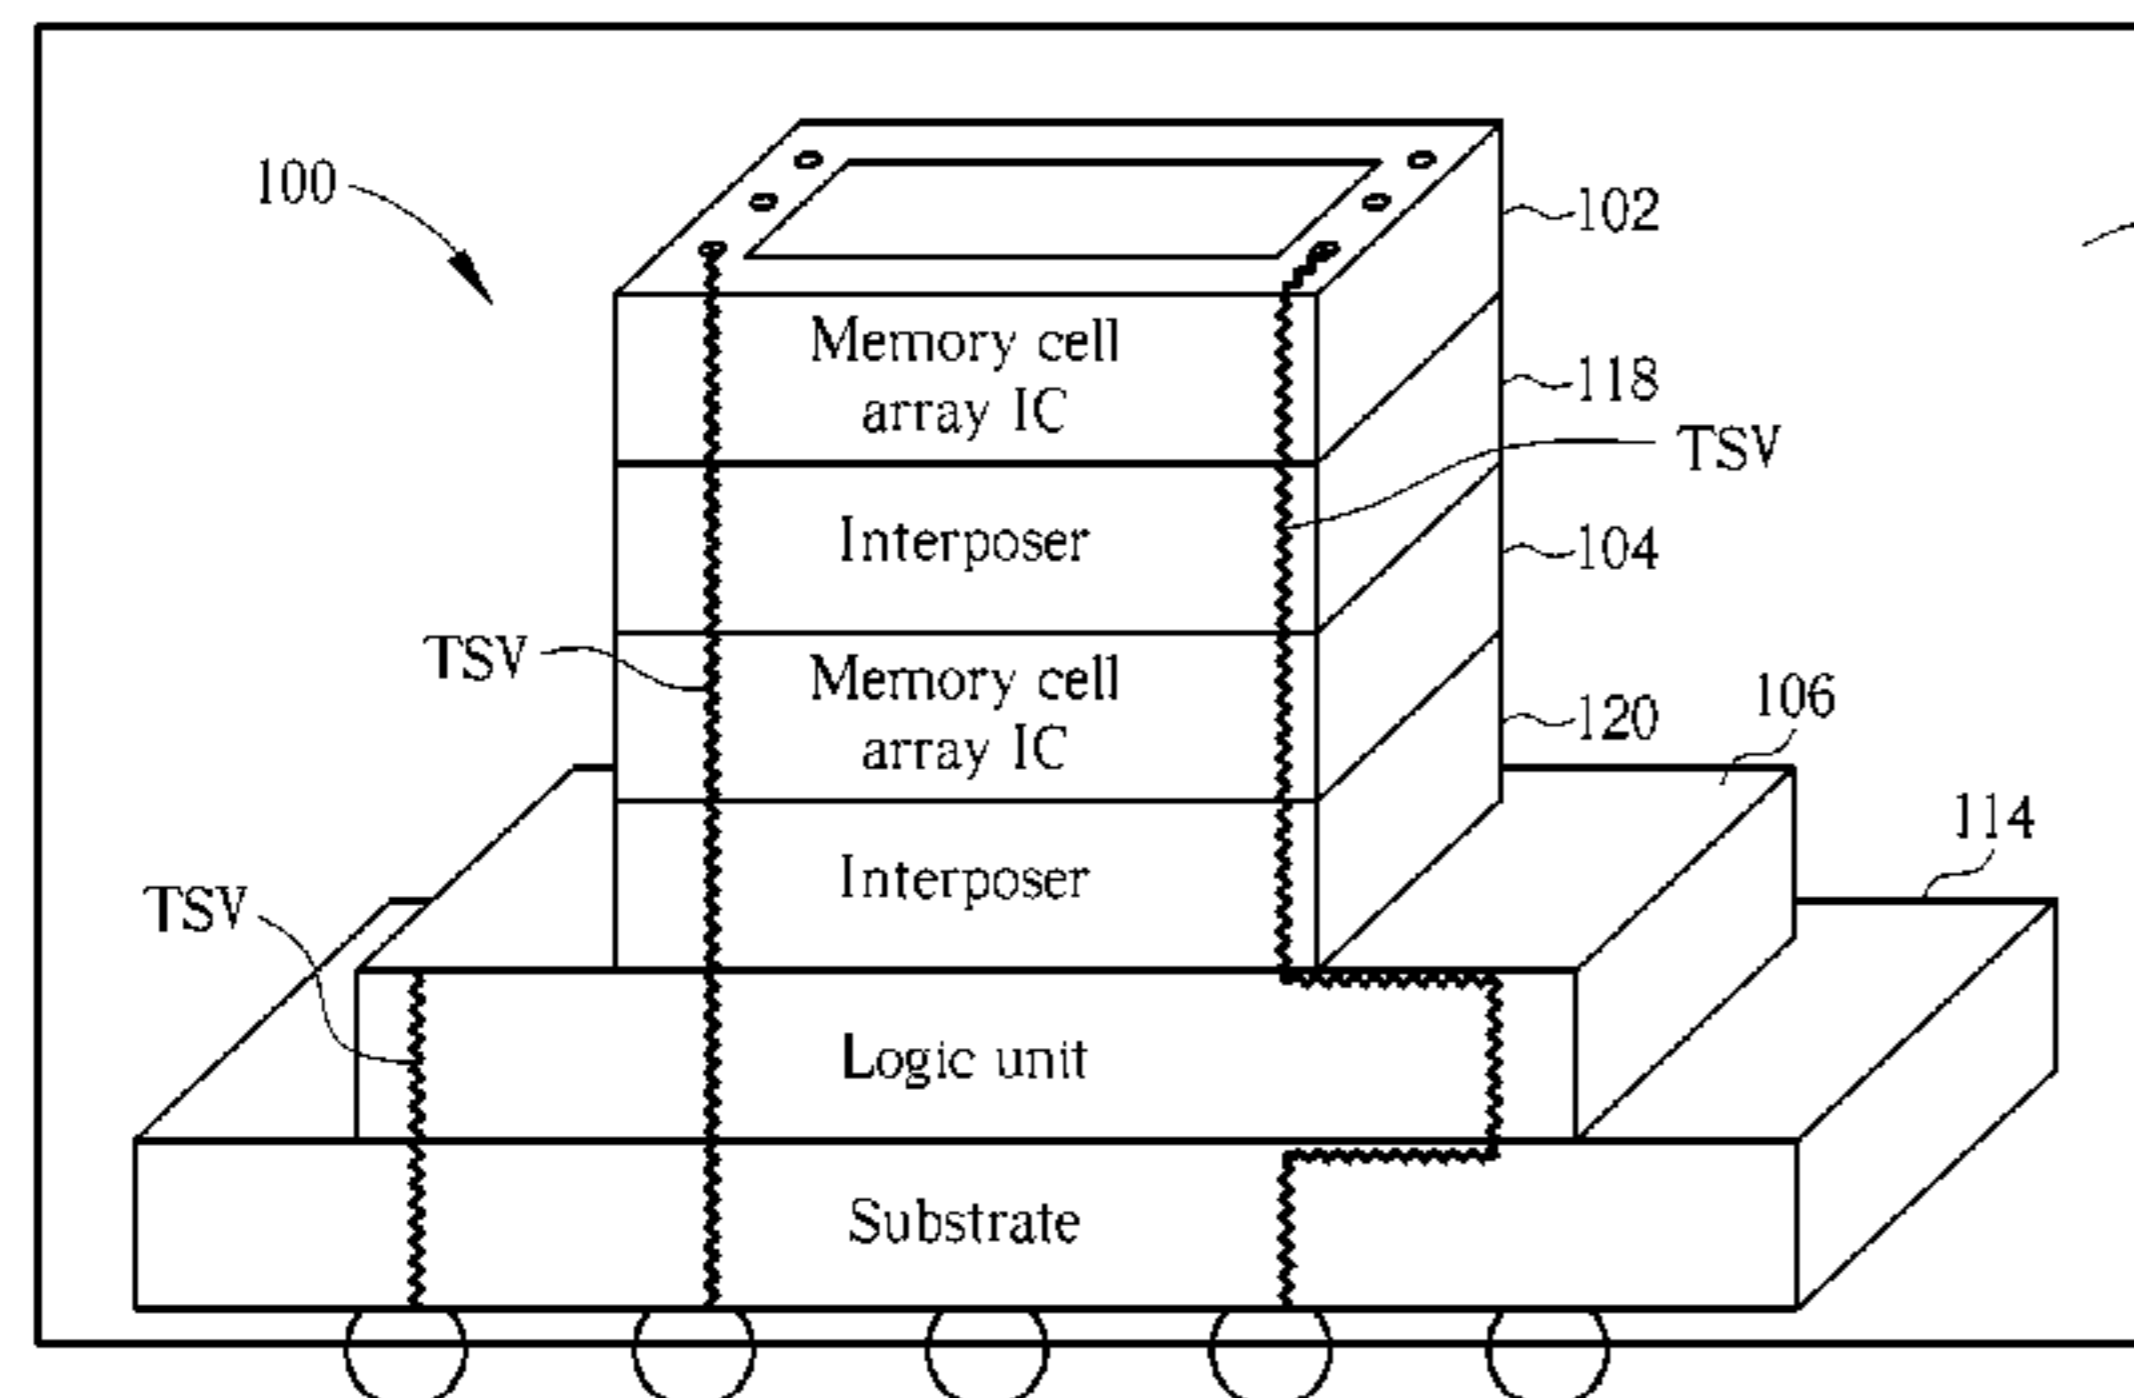 100
102
Memory cell
array IC
118
TSV
Interposer
104
TSV
Memory cell
array IC
120
106
114
Interposer
TSV
Logic unit
Substrate